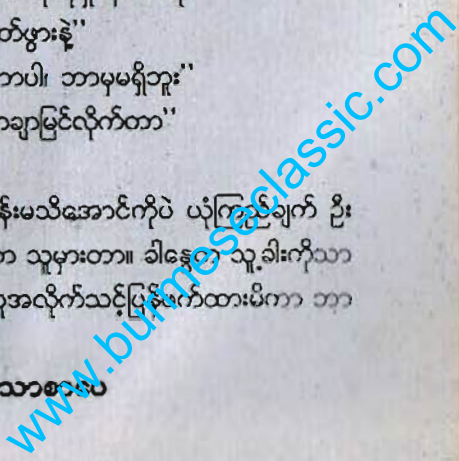 တ်ဖွားနဲ့"
ဘာပါ၊ ဘာမှမရှိဘူး"
ာချာမြင်လိုက်တာ"
န်းမသိအောင်ကိုပဲ ယုံကြည်ချက် ဦး
သူမှားတာ။ ခါနွေတ သူ့ခါးကိုသာ
အလိုက်သင့်ပြန်ဖက်ထားမိကာ ဘာ
သာစာပေ
www.burmeseclassic.com